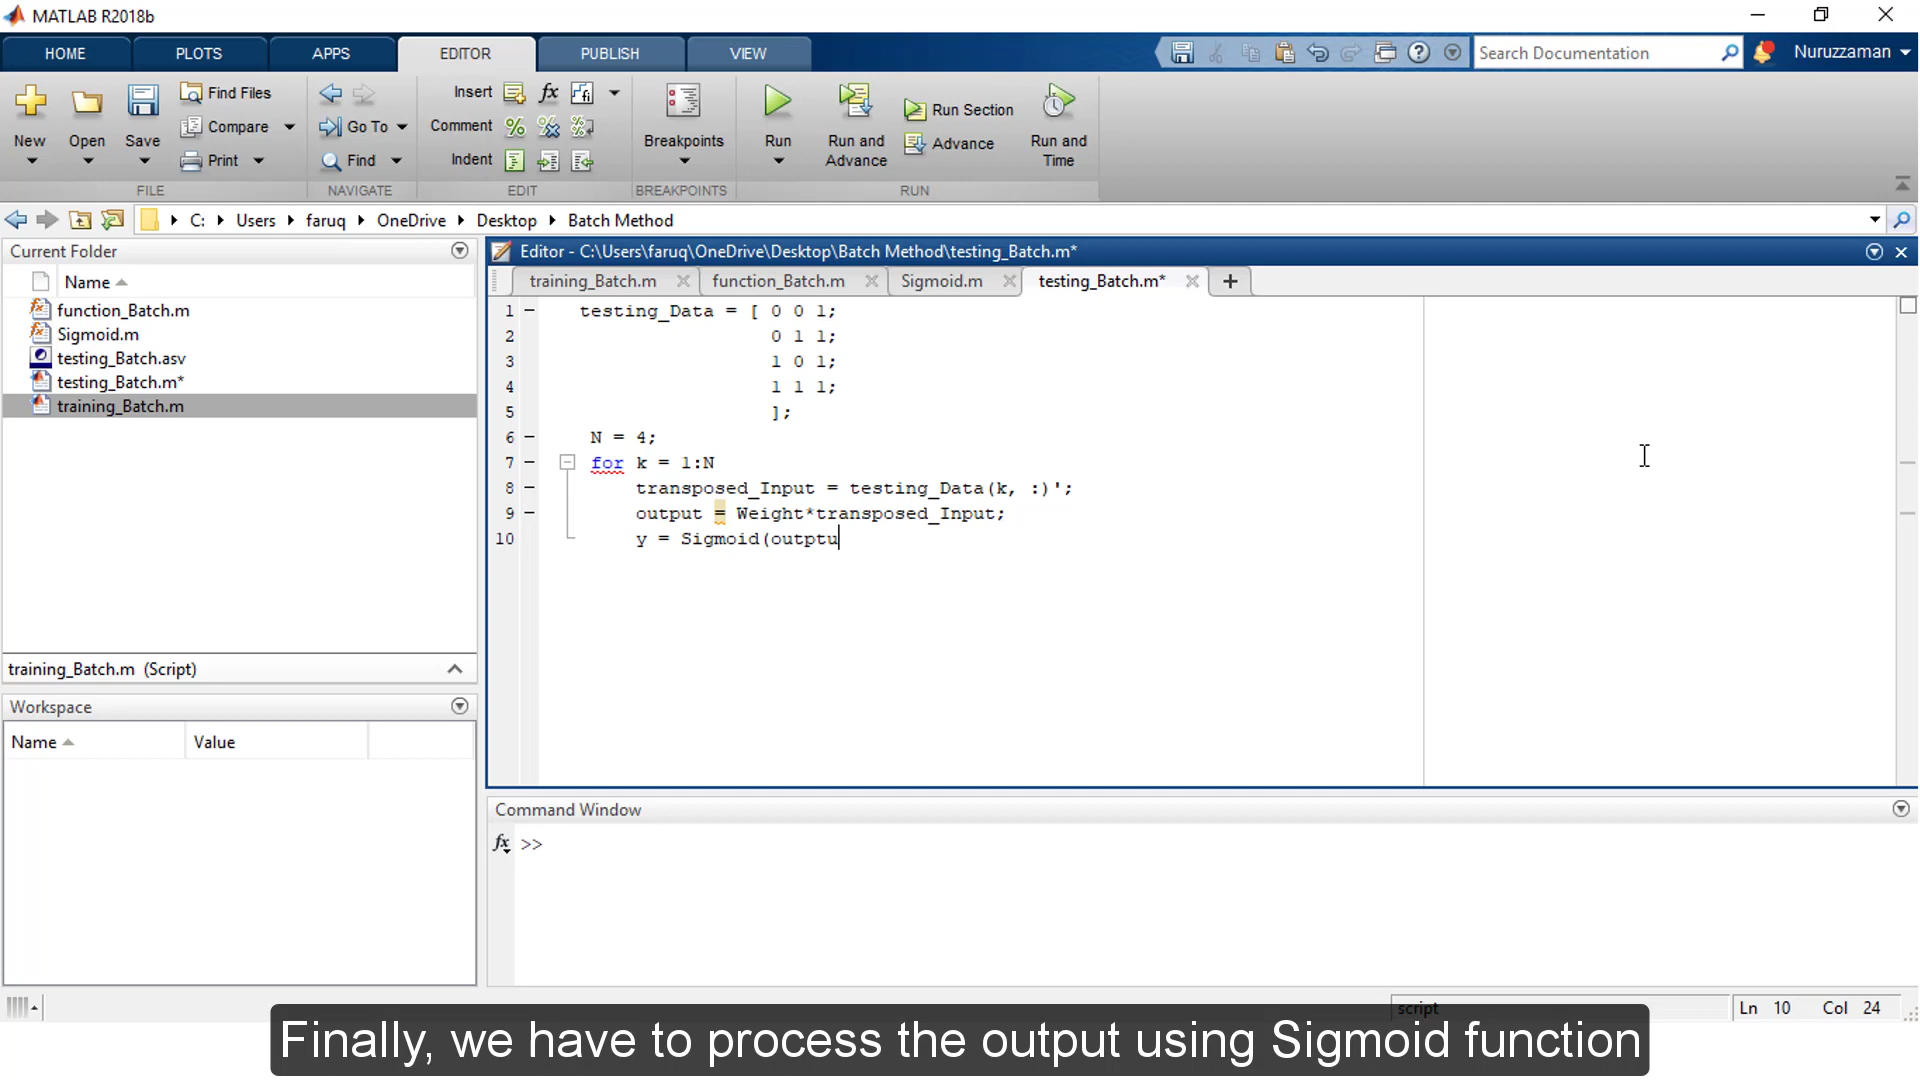 MATLAB R2018b
HOME PLOTS APPS EDITOR PUBLISH VIEW Search Documentation Nuruzzaman
New Open Save Find Files Compare Print
Go To Find
Insert fx Comment Indent
Breakpoints
Run Run and Advance Run Section Advance Run and Time
FILE NAVIGATE EDIT BREAKPOINTS RUN
C: Users faruq OneDrive Desktop Batch Method
Current Folder
Name
function_Batch.m
Sigmoid.m
testing_Batch.asv
testing_Batch.m*
training_Batch.m
training_Batch.m (Script)
Workspace
Name Value
Editor - C:\Users\faruq\OneDrive\Desktop\Batch Method\testing_Batch.m*
training_Batch.m function_Batch.m Sigmoid.m testing_Batch.m*
1 testing_Data = [ 0 0 1;
2 0 1 1;
3 1 0 1;
4 1 1 1;
5 ];
6 N = 4;
7 for k = 1:N
8 transposed_Input = testing_Data(k, :)';
9 output = Weight*transposed_Input;
10 y = Sigmoid(outptu
Command Window
fx >>
script Ln 10 Col 24
Finally, we have to process the output using Sigmoid function